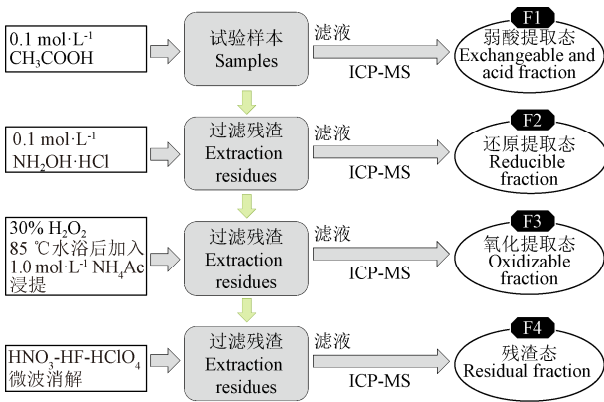 0.1 mol·L-1
CH3COOH
试验样本
Samples
滤液
ICP-MS
F1
弱酸提取态
Exchangeable and
acid fraction
0.1 mol·L-1
NH2OH·HCl
过滤残渣
Extraction
residues
滤液
ICP-MS
F2
还原提取态
Reducible
fraction
30% H2O2
85 ℃水浴后加入
1.0 mol·L-1 NH4Ac
浸提
过滤残渣
Extraction
residues
滤液
ICP-MS
F3
氧化提取态
Oxidizable
fraction
HNO3-HF-HClO4
微波消解
过滤残渣
Extraction
residues
滤液
ICP-MS
F4
残渣态
Residual fraction